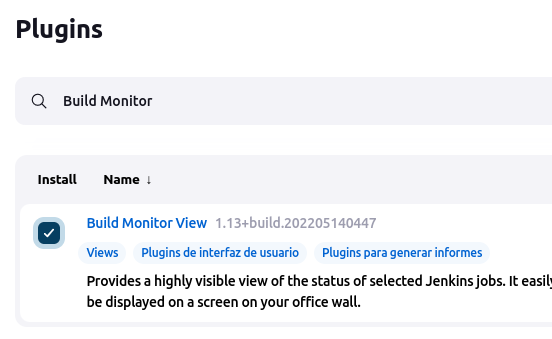 Plugins
Build Monitor
Install Name ↓
Build Monitor View 1.13+build.202205140447
Views Plugins de interfaz de usuario Plugins para generar informes
Provides a highly visible view of the status of selected Jenkins jobs. It easily
be displayed on a screen on your office wall.